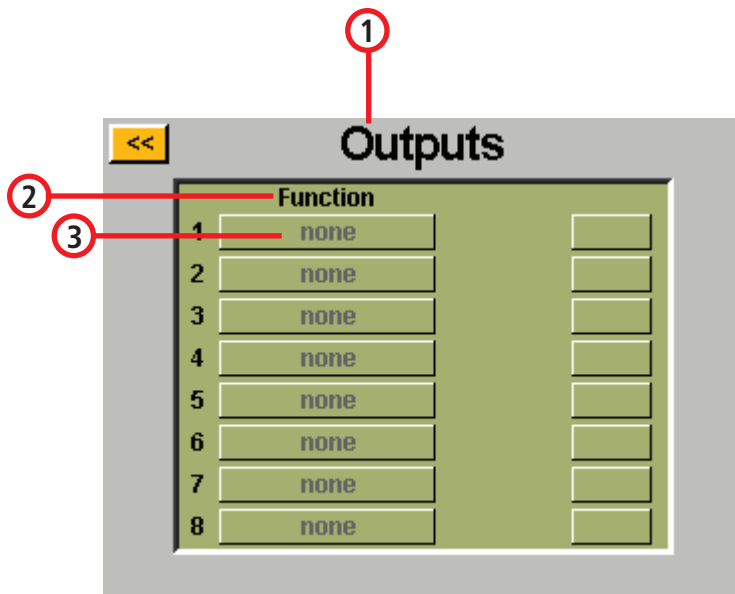 1
<< Outputs
2 Function
3
1 none
2 none
3 none
4 none
5 none
6 none
7 none
8 none